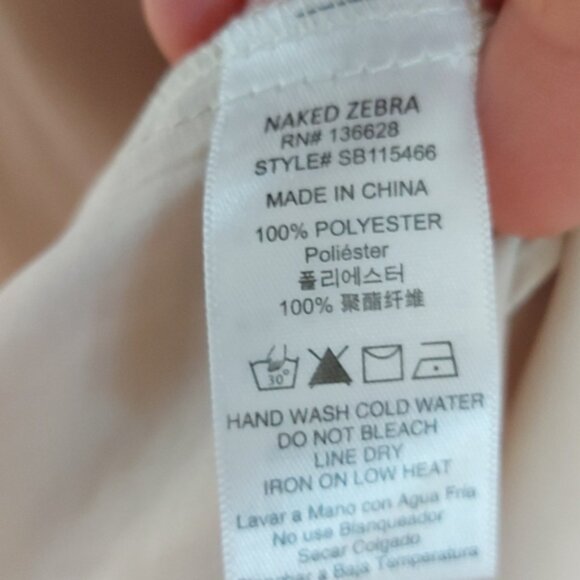 NAKED ZEBRA
RN# 136628
STYLE# SB115466
MADE IN CHINA
100% POLYESTER
Poliéster
폴리에스터
100% 聚酯纤维
30°
HAND WASH COLD WATER
DO NOT BLEACH
LINE DRY
IRON ON LOW HEAT
Lavar a Mano con Agua Fria
No use Blanqueador
Secar Colgado
a Baja Temperatura